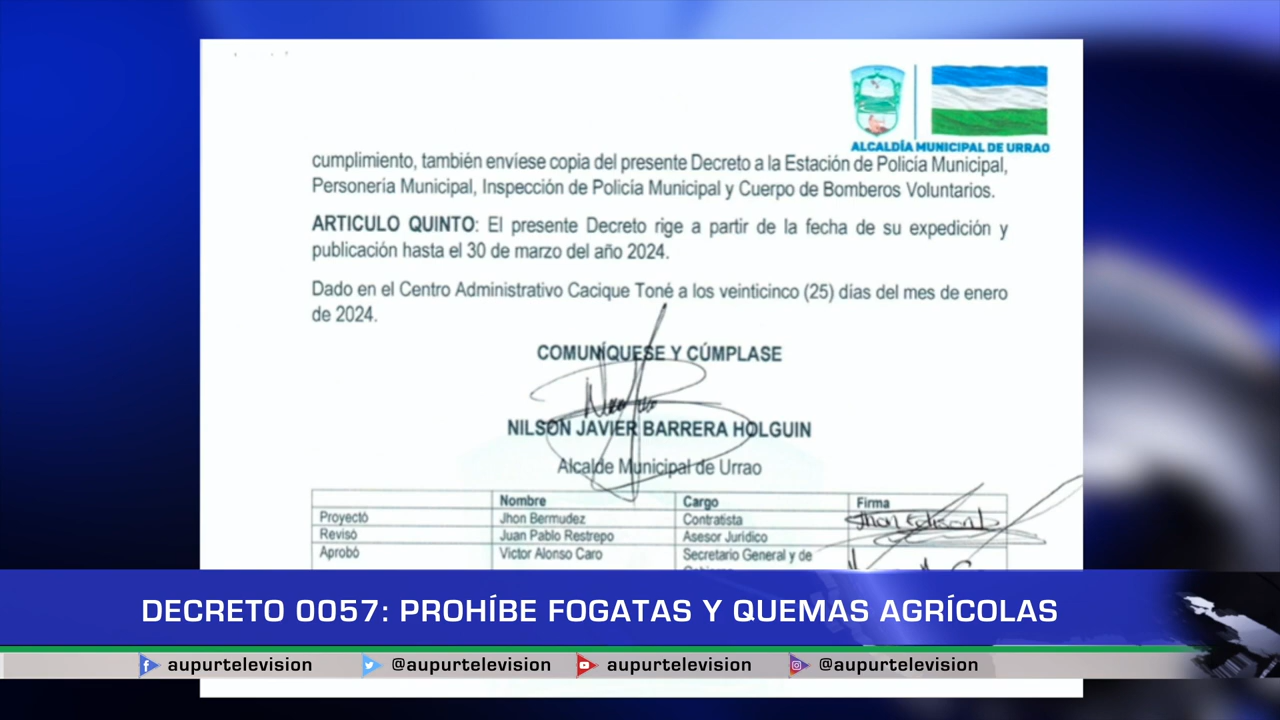 ALCALDÍA MUNICIPAL DE URRAO
cumplimiento, también envíese copia del presente Decreto a la Estación de Policía Municipal,
Personería Municipal, Inspección de Policía Municipal y Cuerpo de Bomberos Voluntarios.
ARTICULO QUINTO: El presente Decreto rige a partir de la fecha de su expedición y
publicación hasta el 30 de marzo del año 2024.
Dado en el Centro Administrativo Cacique Toné a los veinticinco (25) días del mes de enero
de 2024.
COMUNÍQUESE Y CÚMPLASE
NILSON JAVIER BARRERA HOLGUIN
Alcalde Municipal de Urrao
Nombre Cargo Firma
Proyectó Jhon Bermudez Contratista
Revisó Juan Pablo Restrepo Asesor Jurídico
Aprobó Victor Alonso Caro Secretario General y de
DECRETO 0057: PROHÍBE FOGATAS Y QUEMAS AGRÍCOLAS
aupurtelevision @aupurtelevision aupurtelevision @aupurtelevision